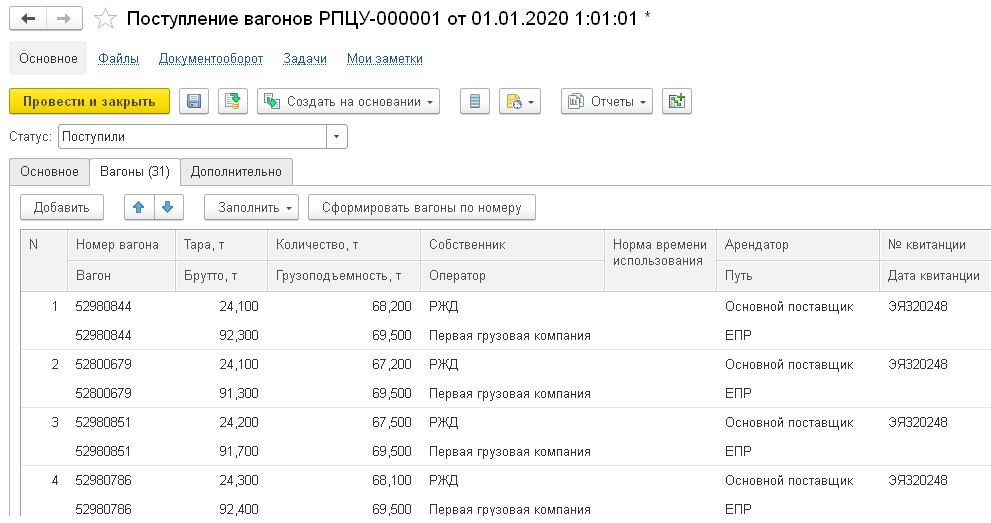 Поступление вагонов РПЦУ-000001 от 01.01.2020 1:01:01 *
Основное Файлы Документооборот Задачи Мои заметки
Провести и закрыть Создать на основании Отчеты
Статус: Поступили
Основное Вагоны (31) Дополнительно
Добавить Заполнить Сформировать вагоны по номеру
N Номер вагона Тара, т Количество, т Собственник Норма времени использования Арендатор № квитанции
Вагон Брутто, т Грузоподъемность, т Оператор Путь Дата квитанции
1 52980844 24,100 68,200 РЖД Основной поставщик ЭЯ320248
52980844 92,300 69,500 Первая грузовая компания ЕПР
2 52800679 24,100 67,200 РЖД Основной поставщик ЭЯ320248
52800679 91,300 69,500 Первая грузовая компания ЕПР
3 52980851 24,200 67,500 РЖД Основной поставщик ЭЯ320248
52980851 91,700 69,500 Первая грузовая компания ЕПР
4 52980786 24,300 68,100 РЖД Основной поставщик ЭЯ320248
52980786 92,400 69,500 Первая грузовая компания ЕПР